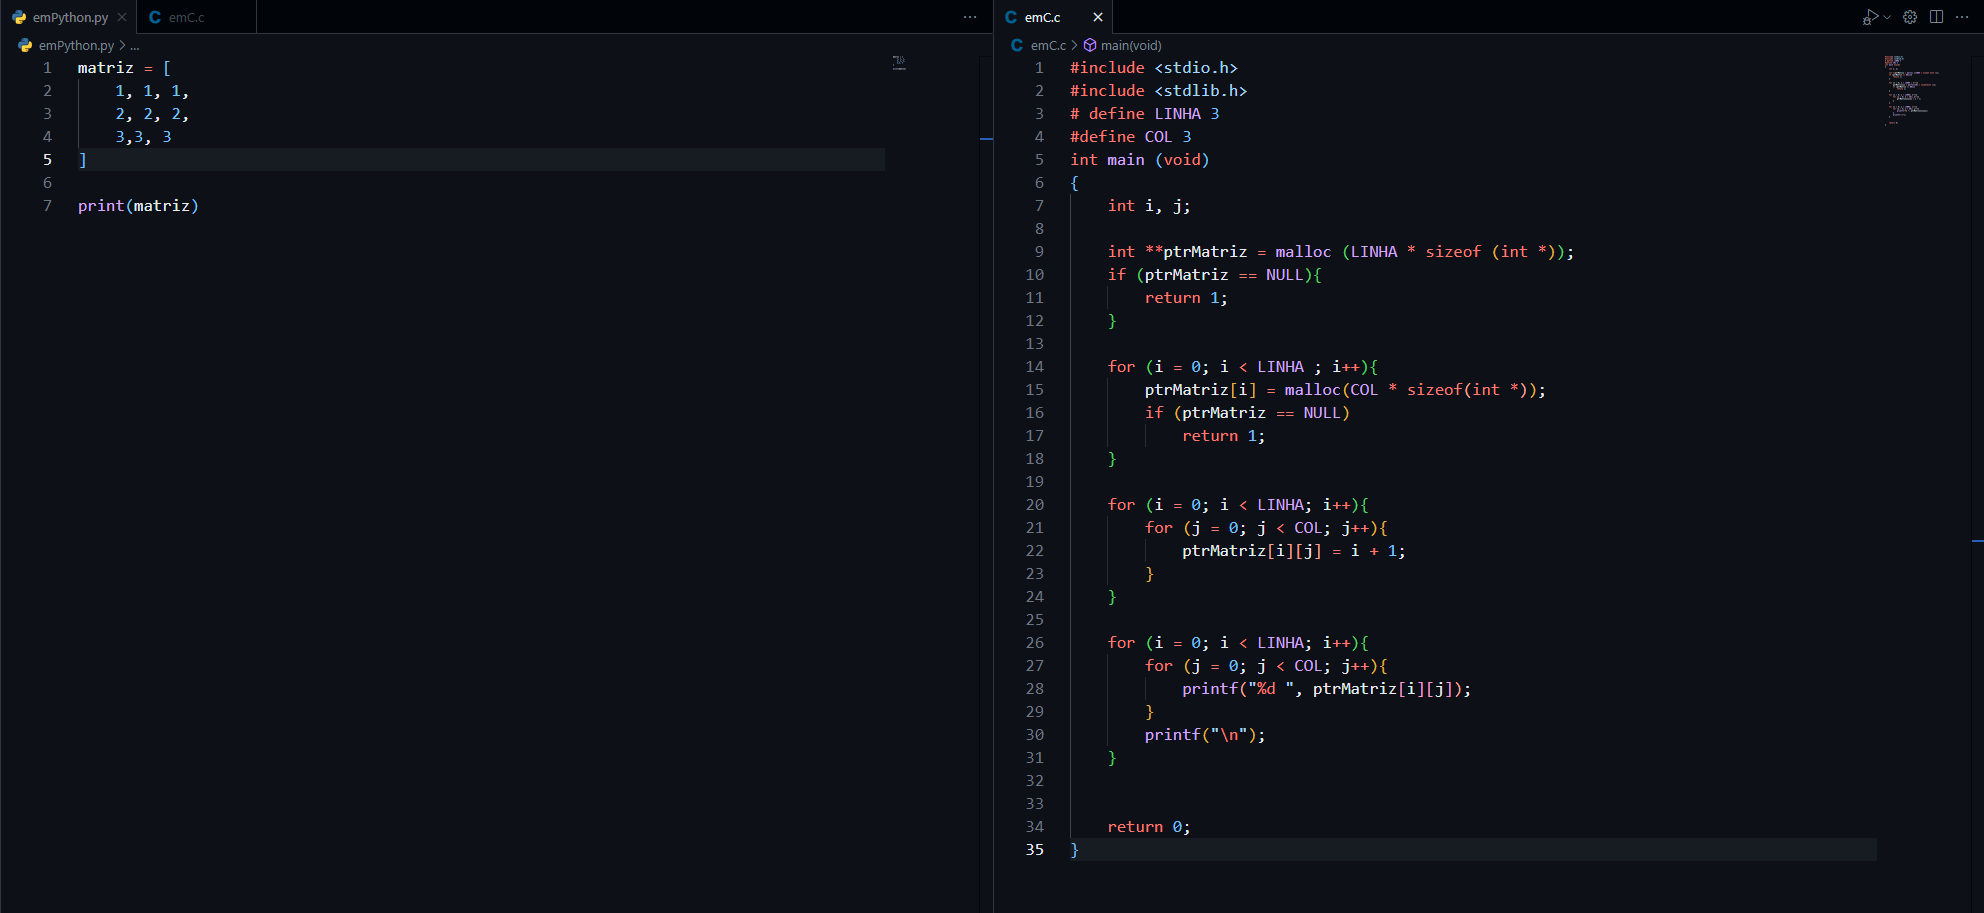 emPython.py
emC.c
emPython.py > ...
1 matriz = [
2     1, 1, 1,
3     2, 2, 2,
4     3,3, 3
5 ]
6
7 print(matriz)
emC.c
emC.c > main(void)
1 #include <stdio.h>
2 #include <stdlib.h>
3 # define LINHA 3
4 #define COL 3
5 int main (void)
6 {
7     int i, j;
8
9     int **ptrMatriz = malloc (LINHA * sizeof (int *));
10     if (ptrMatriz == NULL){
11         return 1;
12     }
13
14     for (i = 0; i < LINHA ; i++){
15         ptrMatriz[i] = malloc(COL * sizeof(int *));
16         if (ptrMatriz == NULL)
17             return 1;
18     }
19
20     for (i = 0; i < LINHA; i++){
21         for (j = 0; j < COL; j++){
22             ptrMatriz[i][j] = i + 1;
23         }
24     }
25
26     for (i = 0; i < LINHA; i++){
27         for (j = 0; j < COL; j++){
28             printf("%d ", ptrMatriz[i][j]);
29         }
30         printf("\n");
31     }
32
33
34     return 0;
35 }